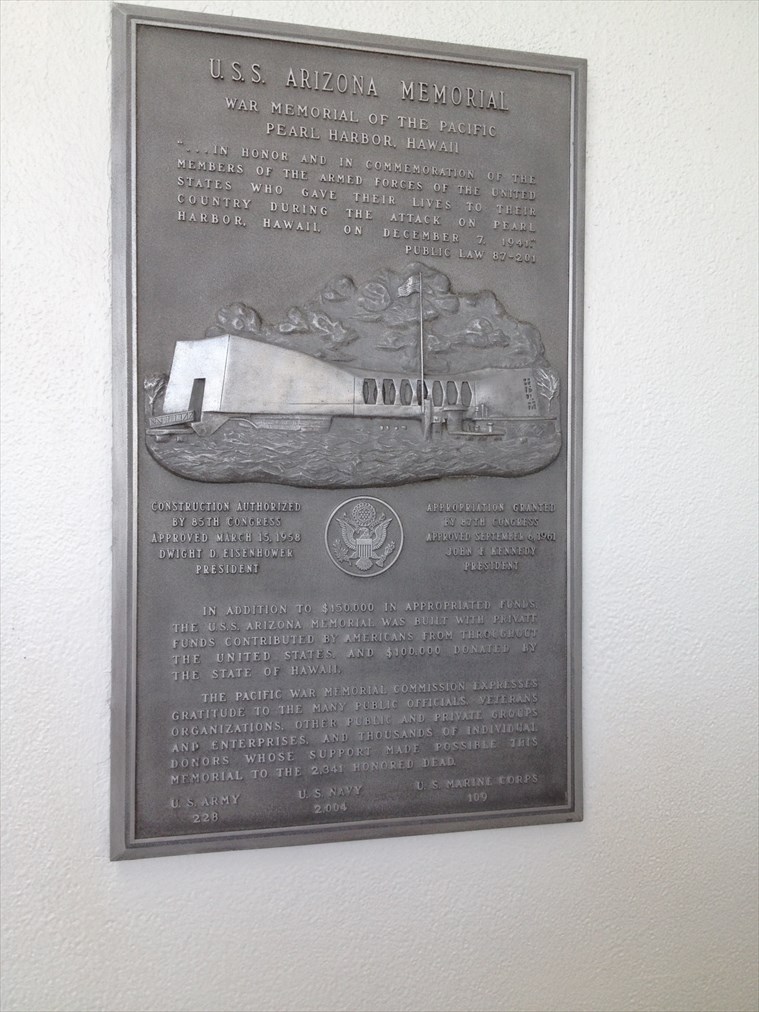 U.S.S. ARIZONA MEMORIAL
WAR MEMORIAL OF THE PACIFIC
PEARL HARBOR, HAWAII
"...IN HONOR AND IN COMMEMORATION OF THE
MEMBERS OF THE ARMED FORCES OF THE UNITED
STATES WHO GAVE THEIR LIVES TO THEIR
COUNTRY DURING THE ATTACK ON PEARL
HARBOR, HAWAII, ON DECEMBER 7, 1941."
PUBLIC LAW 87-201
CONSTRUCTION AUTHORIZED
BY 85TH CONGRESS
APPROVED MARCH 15, 1958
DWIGHT D. EISENHOWER
PRESIDENT
APPROPRIATION GRANTED
BY 87TH CONGRESS
APPROVED SEPTEMBER 6, 1961
JOHN F. KENNEDY
PRESIDENT
IN ADDITION TO $150,000 IN APPROPRIATED FUNDS,
THE U.S.S. ARIZONA MEMORIAL WAS BUILT WITH PRIVATE
FUNDS CONTRIBUTED BY AMERICANS FROM THROUGHOUT
THE UNITED STATES, AND $100,000 DONATED BY
THE STATE OF HAWAII.
THE PACIFIC WAR MEMORIAL COMMISSION EXPRESSES
GRATITUDE TO THE MANY PUBLIC OFFICIALS, VETERANS
ORGANIZATIONS, OTHER PUBLIC AND PRIVATE GROUPS
AND ENTERPRISES, AND THOUSANDS OF INDIVIDUAL
DONORS WHOSE SUPPORT MADE POSSIBLE THIS
MEMORIAL TO THE 2,341 HONORED DEAD.
U.S. ARMY
228
U.S. NAVY
2,004
U.S. MARINE CORPS
109